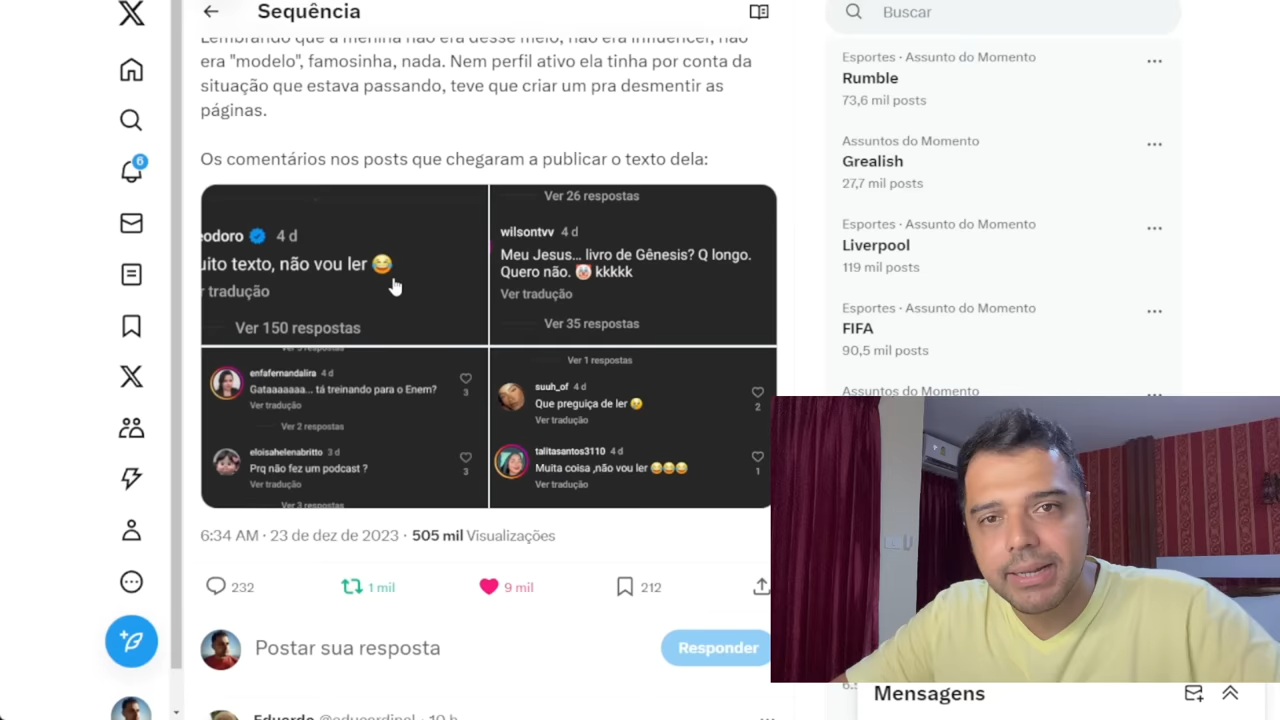 Sequência
Lembrando que a menina não era desse meio, não era influencer, não
era "modelo", famosinha, nada. Nem perfil ativo ela tinha por conta da
situação que estava passando, teve que criar um pra desmentir as
páginas.
Os comentários nos posts que chegaram a publicar o texto dela:
eodoro 4 d
uito texto, não vou ler 😂
r tradução
Ver 150 respostas
Ver 26 respostas
wilsontvv 4 d
Meu Jesus... livro de Gênesis? Q longo.
Quero não. 🤡 kkkkk
Ver tradução
Ver 35 respostas
Ver 3 respostas
enfafernandalira 4 d
Gataaaaaaa... tá treinando para o Enem?
3
Ver tradução
Ver 2 respostas
eloisahelenabritto 3 d
Prq não fez um podcast ?
3
Ver tradução
Ver 3 respostas
Ver 1 respostas
suuh_of 4 d
Que preguiça de ler 🥲
2
Ver tradução
talitasantos3110 4 d
Muita coisa ,não vou ler 😂😂😂
1
Ver tradução
6:34 AM · 23 de dez de 2023 · 505 mil Visualizações
232
1 mil
9 mil
212
Postar sua resposta
Responder
Eduardo @educardinal · 10 h
6
Buscar
Esportes · Assunto do Momento
Rumble
73,6 mil posts
Assuntos do Momento
Grealish
27,7 mil posts
Esportes · Assunto do Momento
Liverpool
119 mil posts
Esportes · Assunto do Momento
FIFA
90,5 mil posts
Assuntos do Momento
Mensagens